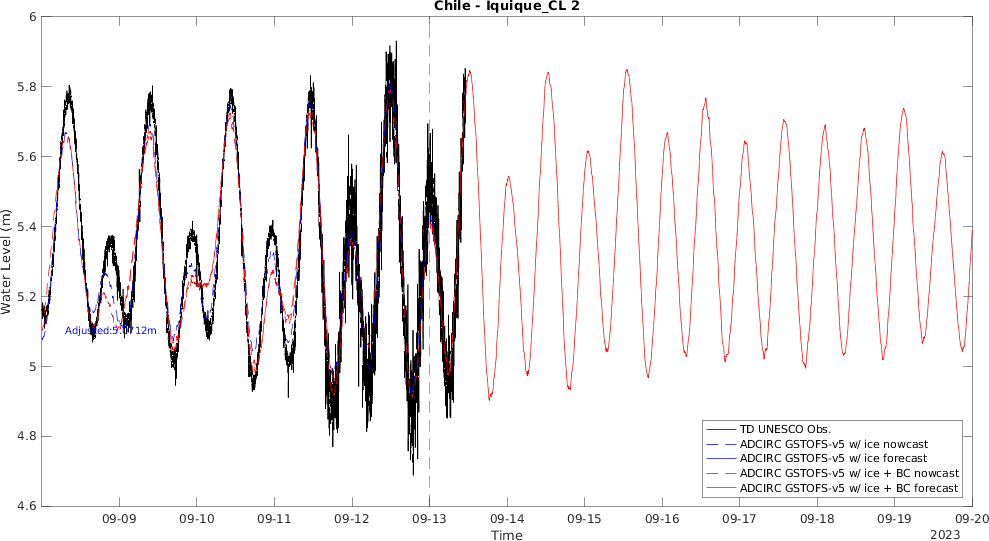 Chile - Iquique_CL 2
Water Level (m)
6
5.8
5.6
5.4
5.2
5
4.8
4.6
TD UNESCO Obs.
ADCIRC GSTOFS-v5 w/ ice nowcast
ADCIRC GSTOFS-v5 w/ ice forecast
ADCIRC GSTOFS-v5 w/ ice + BC nowcast
ADCIRC GSTOFS-v5 w/ ice + BC forecast
09-09 09-10 09-11 09-12 09-13 09-14 09-15 09-16 09-17 09-18 09-19 09-20
Time
2023